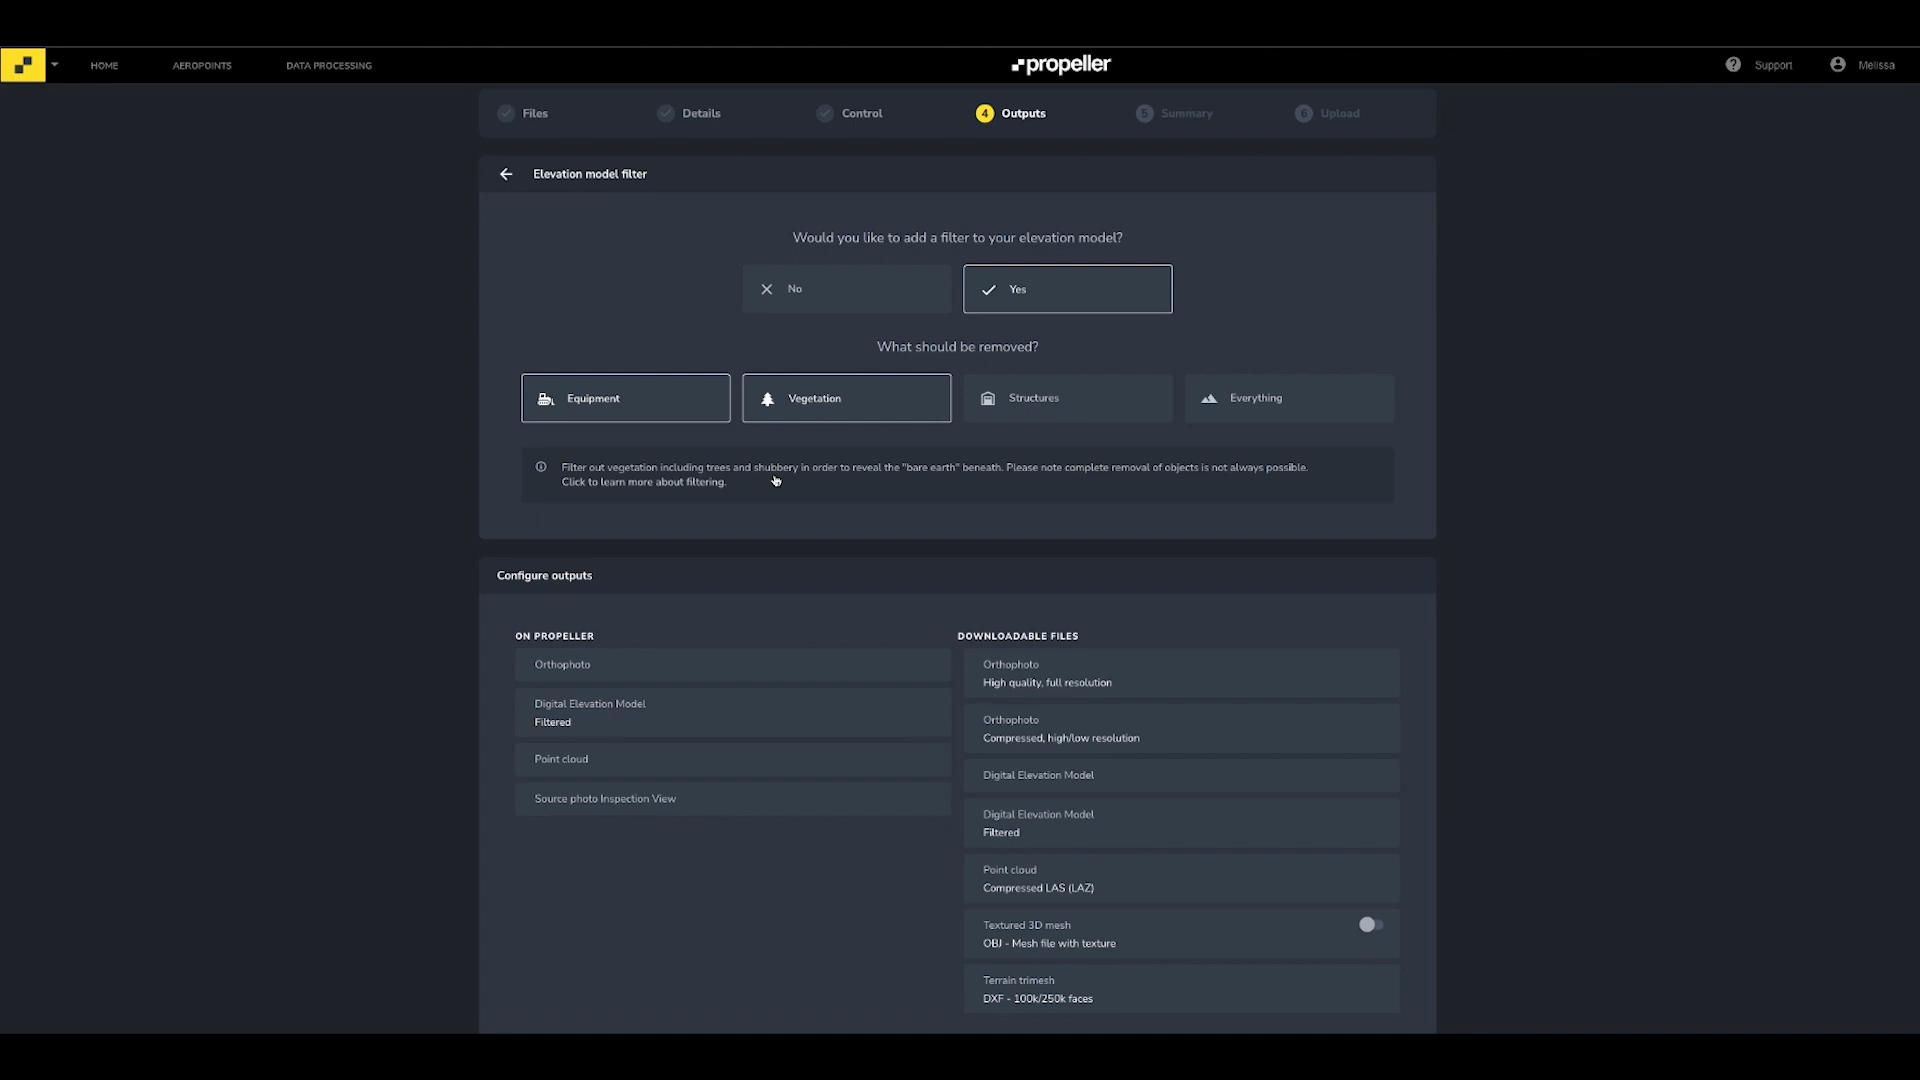 HOME AEROPOINTS DATA PROCESSING propeller Support Melissa
Files Details Control 4 Outputs 5 Summary 6 Upload
Elevation model filter
Would you like to add a filter to your elevation model?
No Yes
What should be removed?
Equipment Vegetation Structures Everything
Filter out vegetation including trees and shubbery in order to reveal the "bare earth" beneath. Please note complete removal of objects is not always possible.
Click to learn more about filtering.
Configure outputs
ON PROPELLER
Orthophoto
Digital Elevation Model
Filtered
Point cloud
Source photo Inspection View
DOWNLOADABLE FILES
Orthophoto
High quality, full resolution
Orthophoto
Compressed, high/low resolution
Digital Elevation Model
Digital Elevation Model
Filtered
Point cloud
Compressed LAS (LAZ)
Textured 3D mesh
OBJ - Mesh file with texture
Terrain trimesh
DXF - 100k/250k faces